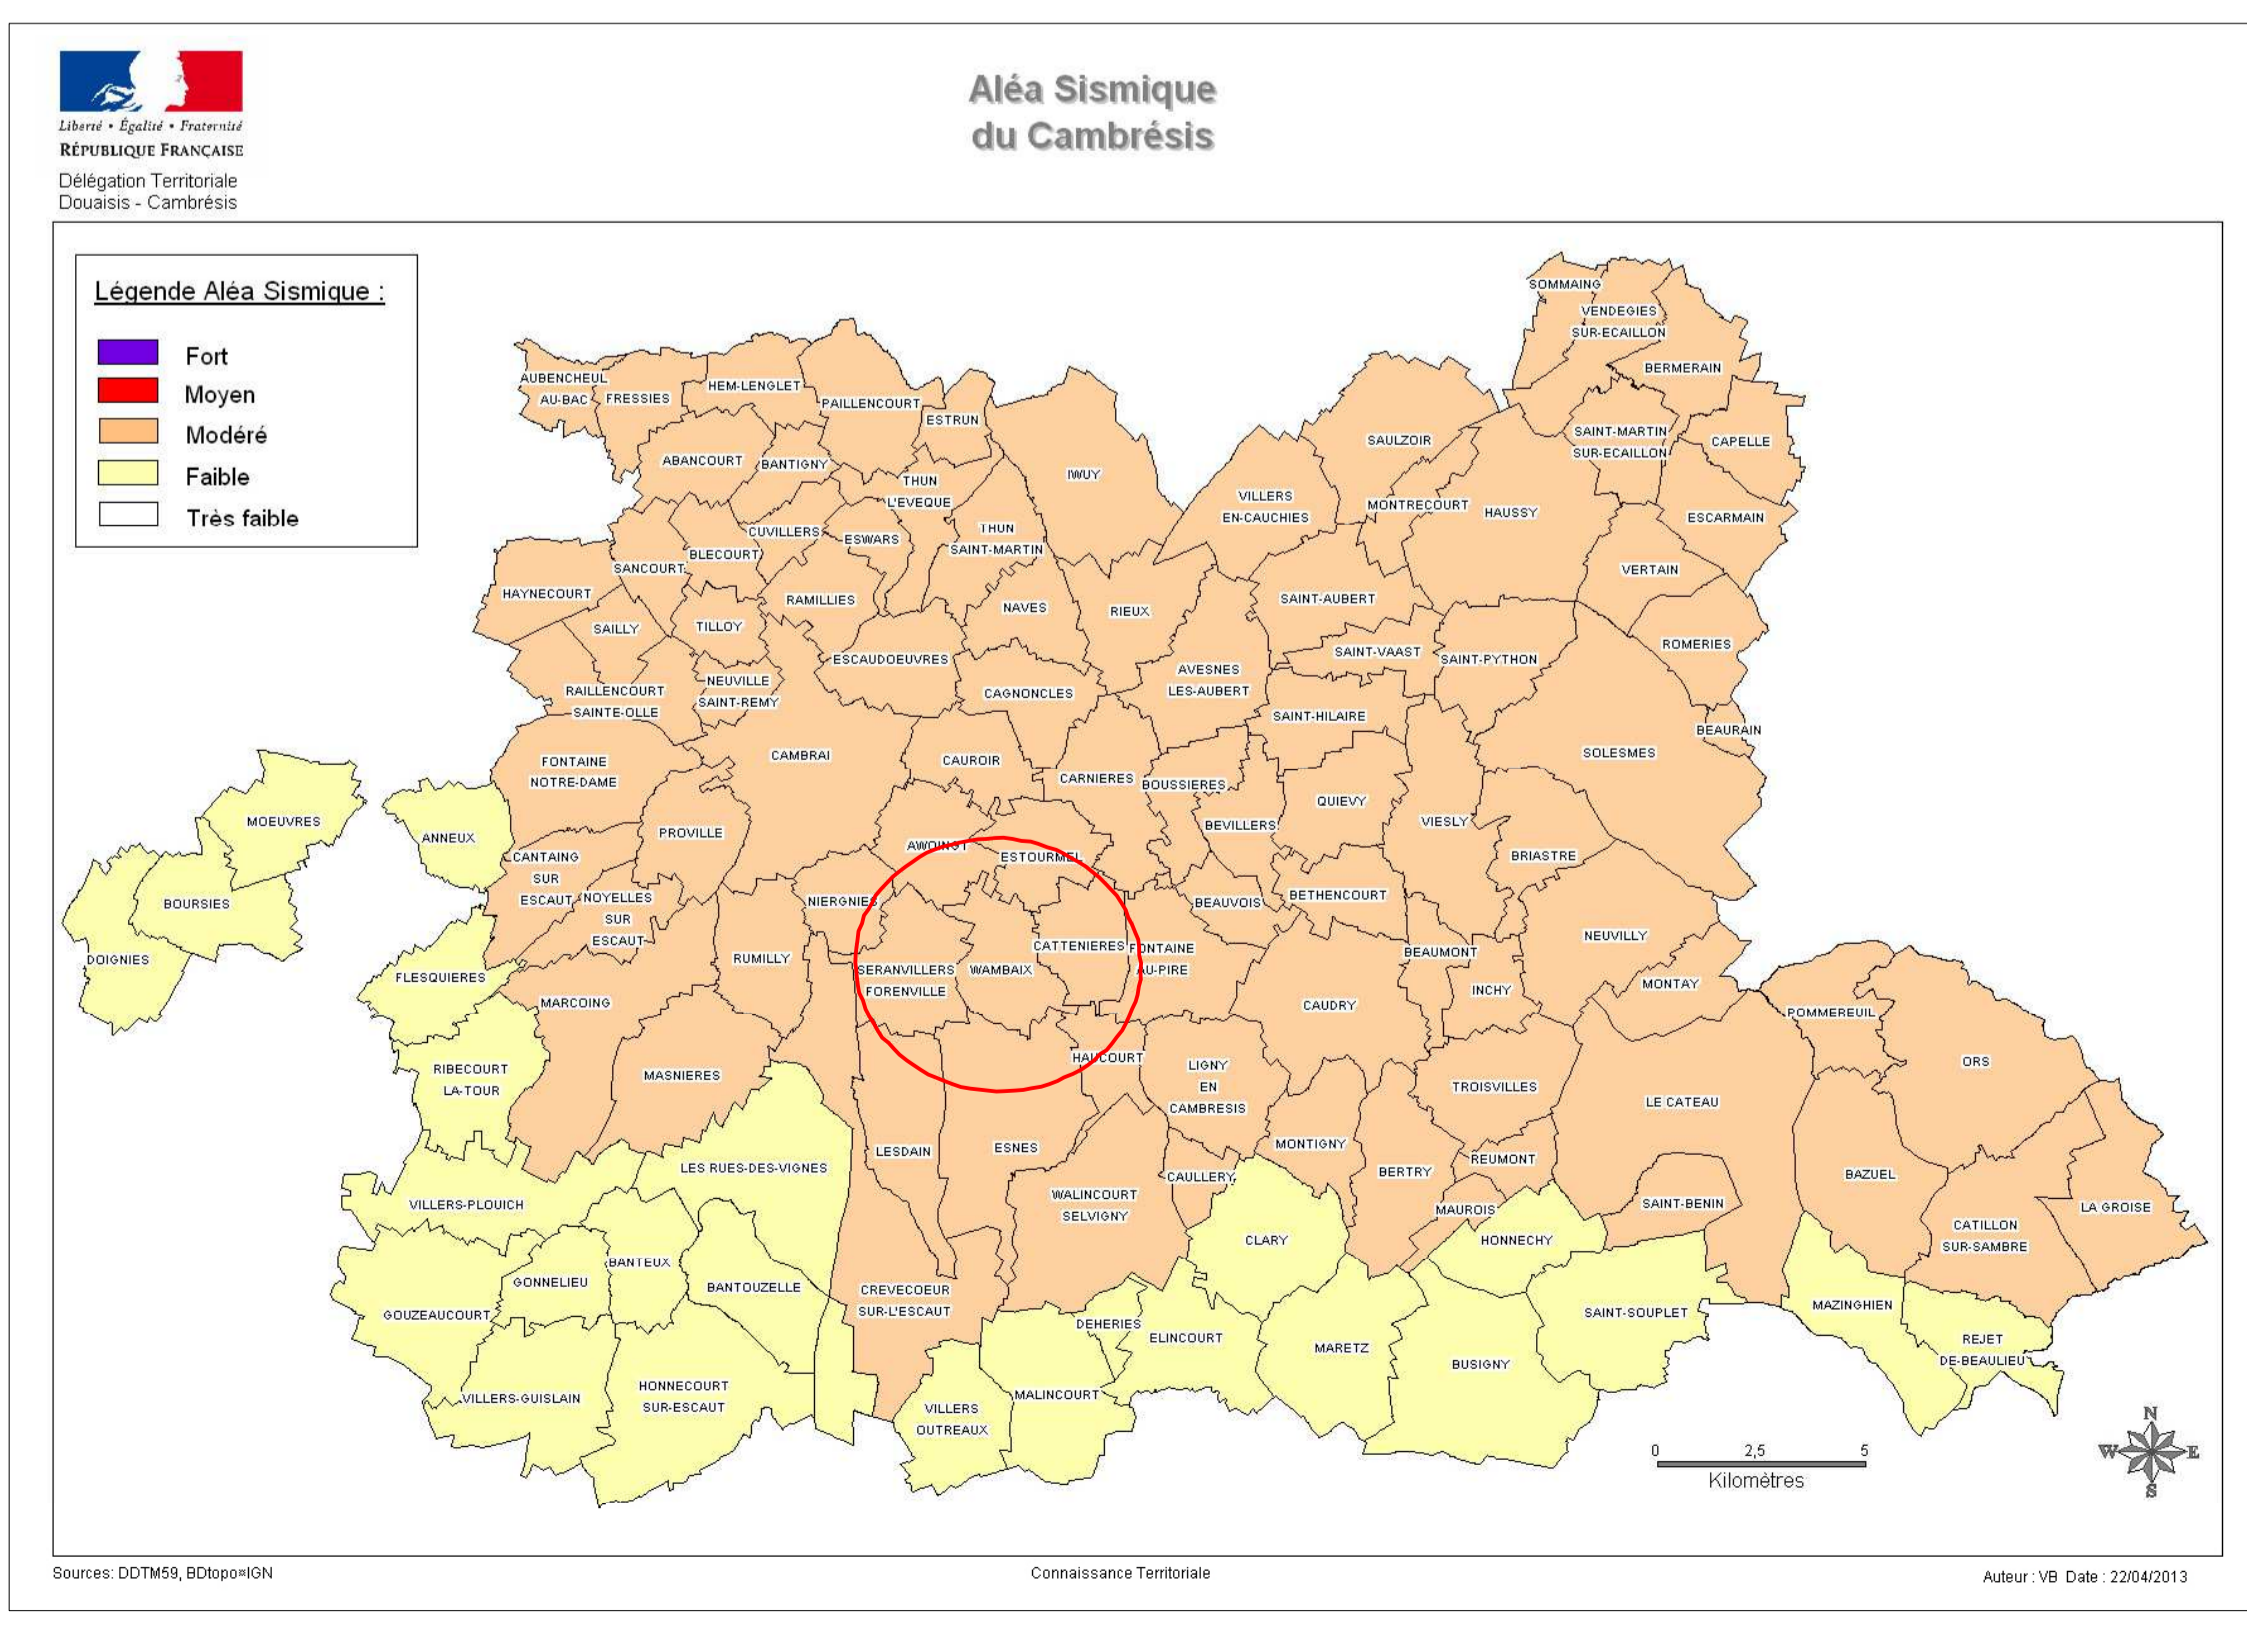 Liberté • Égalité • Fraternité
RÉPUBLIQUE FRANÇAISE
Délégation Territoriale
Douaisis - Cambrésis
Aléa Sismique
du Cambrésis
Légende Aléa Sismique :
Fort
Moyen
Modéré
Faible
Très faible
SOMMAING
VENDEGIES
SUR-ECAILLON
BERMERAIN
AUBENCHEUL
AU-BAC
FRESSIES
HEM-LENGLET
PAILLENCOURT
ESTRUN
SAINT-MARTIN
SUR-ECAILLON
CAPELLE
SAULZOIR
ABANCOURT
BANTIGNY
IWUY
THUN
L'EVEQUE
VILLERS
EN-CAUCHIES
MONTRECOURT
HAUSSY
ESCARMAIN
CUVILLERS
ESWARS
THUN
SAINT-MARTIN
BLECOURT
SANCOURT
VERTAIN
HAYNECOURT
RAMILLIES
NAVES
RIEUX
SAINT-AUBERT
SAILLY
TILLOY
ROMERIES
ESCAUDOEUVRES
SAINT-VAAST
SAINT-PYTHON
AVESNES
LES-AUBERT
NEUVILLE
SAINT-REMY
RAILLENCOURT
SAINTE-OLLE
CAGNONCLES
SAINT-HILAIRE
BEAURAIN
SOLESMES
CAMBRAI
FONTAINE
NOTRE-DAME
CAUROIR
CARNIERES
BOUSSIERES
QUIEVY
VIESLY
BEVILLERS
MOEUVRES
ANNEUX
PROVILLE
AWOINGT
ESTOURMEL
BRIASTRE
CANTAING
SUR
ESCAUT
NOYELLES
SUR
ESCAUT
BOURSIES
NIERGNIES
BEAUVOIS
BETHENCOURT
NEUVILLY
CATTENIERES
FONTAINE
AU-PIRE
BEAUMONT
DOIGNIES
RUMILLY
SERANVILLERS
FORENVILLE
WAMBAIX
FLESQUIERES
MARCOING
CAUDRY
INCHY
MONTAY
POMMEREUIL
HAUCOURT
LIGNY
EN
CAMBRESIS
ORS
RIBECOURT
LA-TOUR
MASNIERES
TROISVILLES
LE CATEAU
MONTIGNY
LESDAIN
ESNES
REUMONT
BERTRY
LES RUES-DES-VIGNES
CAULLERY
BAZUEL
WALINCOURT
SELVIGNY
VILLERS-PLOUICH
MAUROIS
SAINT-BENIN
LA GROISE
CATILLON
SUR-SAMBRE
CLARY
HONNECHY
BANTEUX
GONNELIEU
BANTOUZELLE
CREVECOEUR
SUR-L'ESCAUT
GOUZEAUCOURT
SAINT-SOUPLET
MAZINGHIEN
DEHERIES
ELINCOURT
MARETZ
REJET
DE-BEAULIEU
BUSIGNY
HONNECOURT
SUR-ESCAUT
VILLERS-GUISLAIN
MALINCOURT
VILLERS
OUTREAUX
N
W
E
S
0 2,5 5
Kilomètres
Sources: DDTM59, BDtopo¤IGN
Connaissance Territoriale
Auteur : VB Date : 22/04/2013